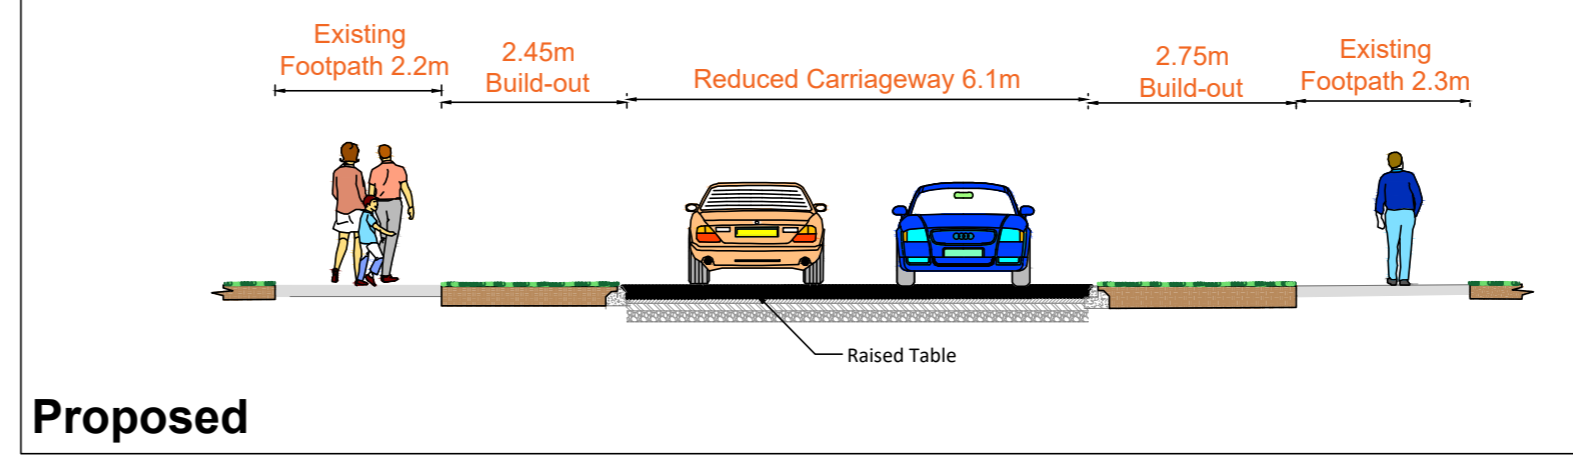 Existing
Footpath 2.2m
2.45m
Build-out
Reduced Carriageway 6.1m
2.75m
Build-out
Existing
Footpath 2.3m
Raised Table
Proposed